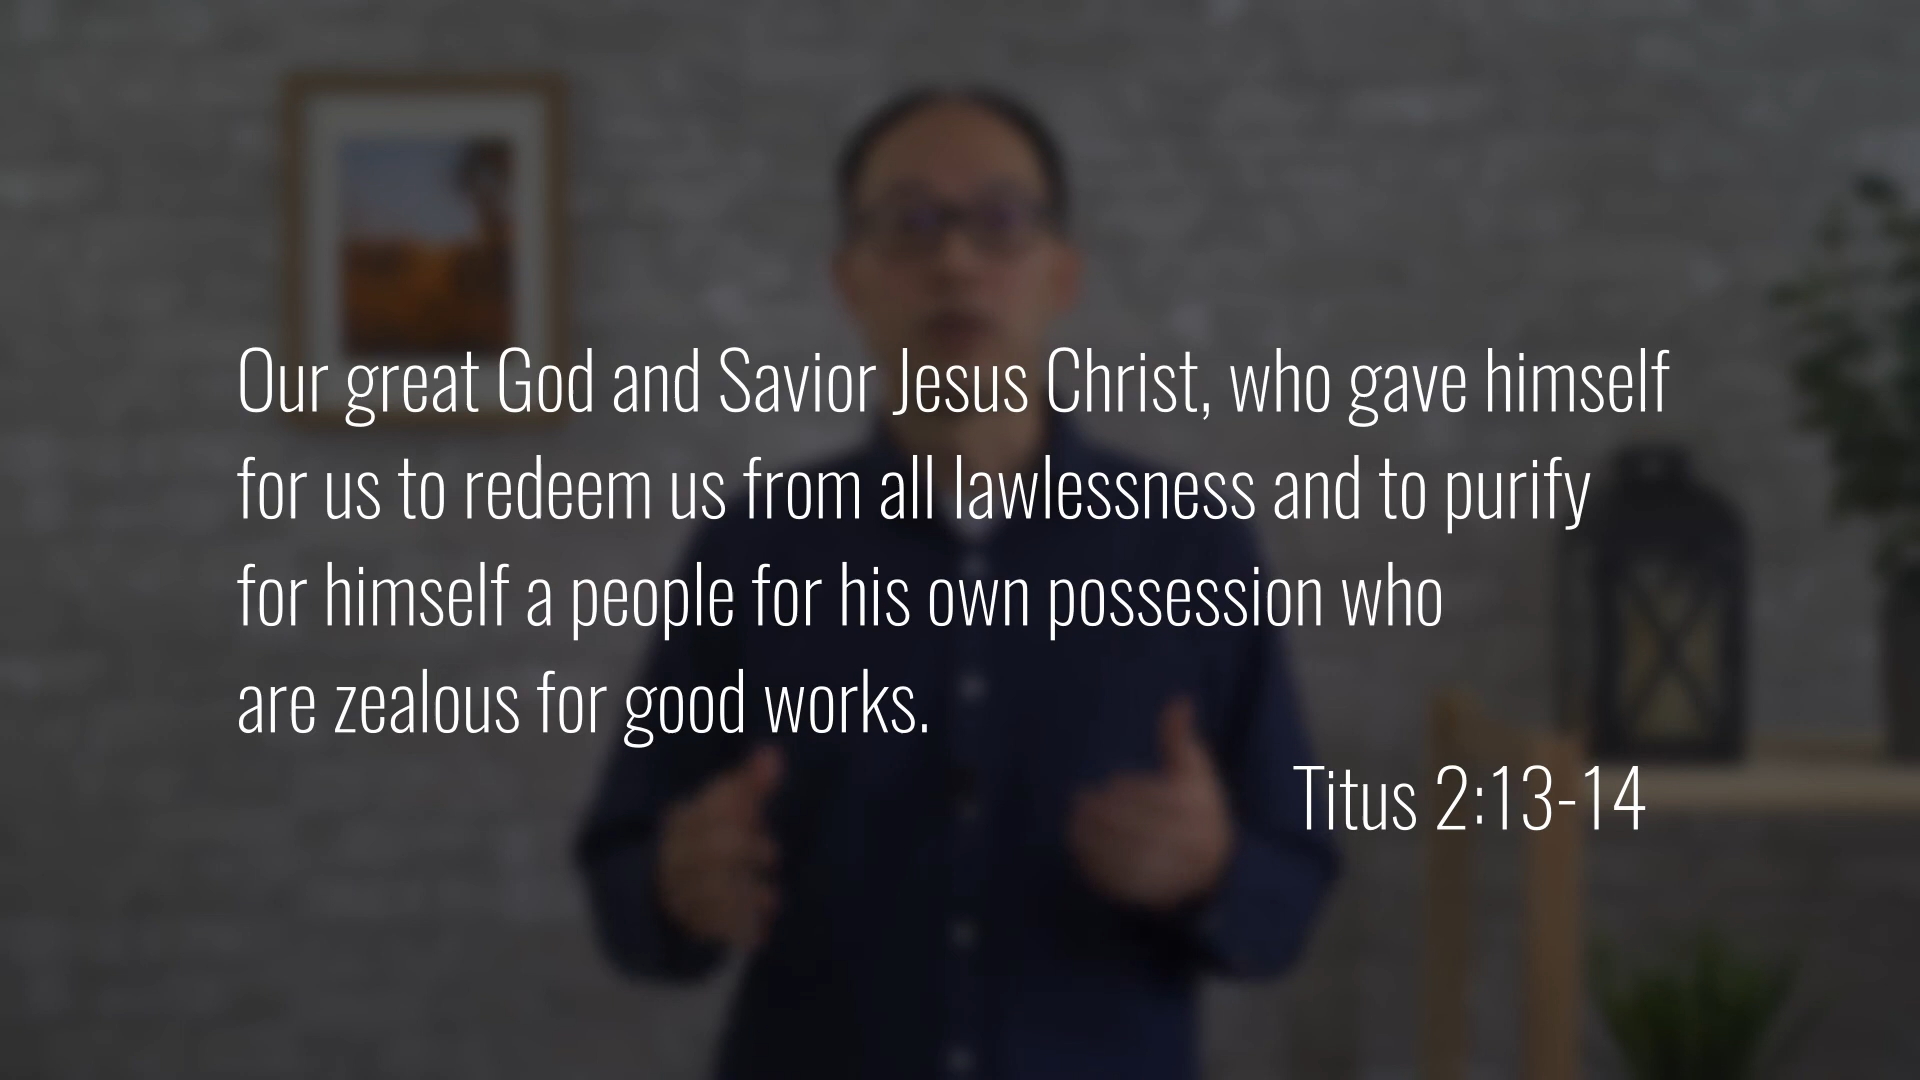 Our great God and Savior Jesus Christ, who gave himself
for us to redeem us from all lawlessness and to purify
for himself a people for his own possession who
are zealous for good works.
Titus 2:13-14